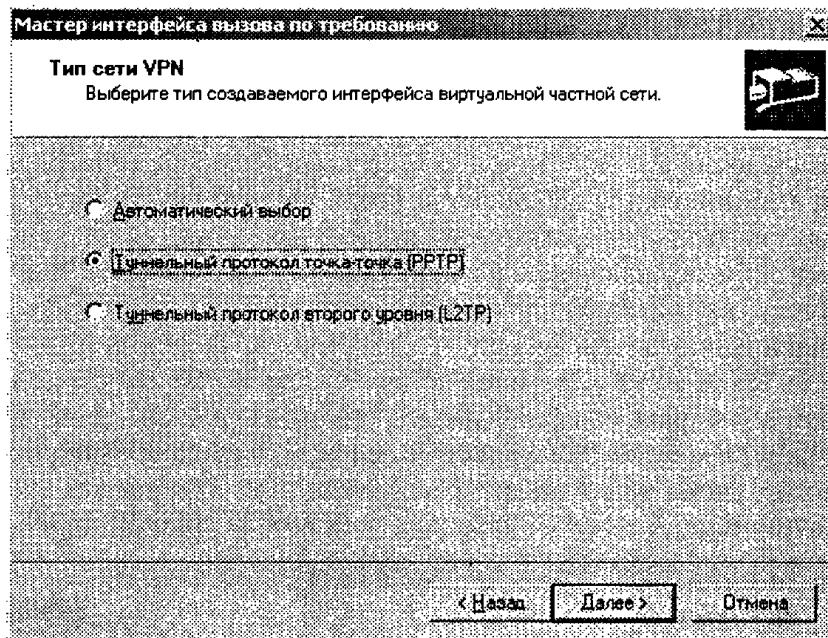 Мастер интерфейса вызова по требованию
Тип сети VPN
Выберите тип создаваемого интерфейса виртуальной частной сети.
Автоматический выбор
Туннельный протокол точка-точка (PPTP)
Туннельный протокол второго уровня (L2TP)
< Назад
Далее >
Отмена